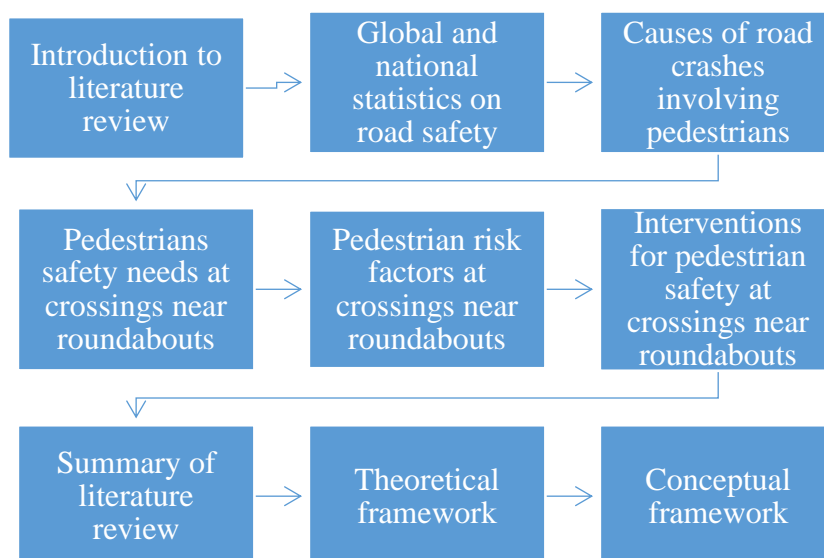 Introduction to
literature
review
Global and
national
statistics on
road safety
Causes of road
crashes
involving
pedestrians
Pedestrians
safety needs at
crossings near
roundabouts
Pedestrian risk
factors at
crossings near
roundabouts
Interventions
for pedestrian
safety at
crossings near
roundabouts
Summary of
literature
review
Theoretical
framework
Conceptual
framework